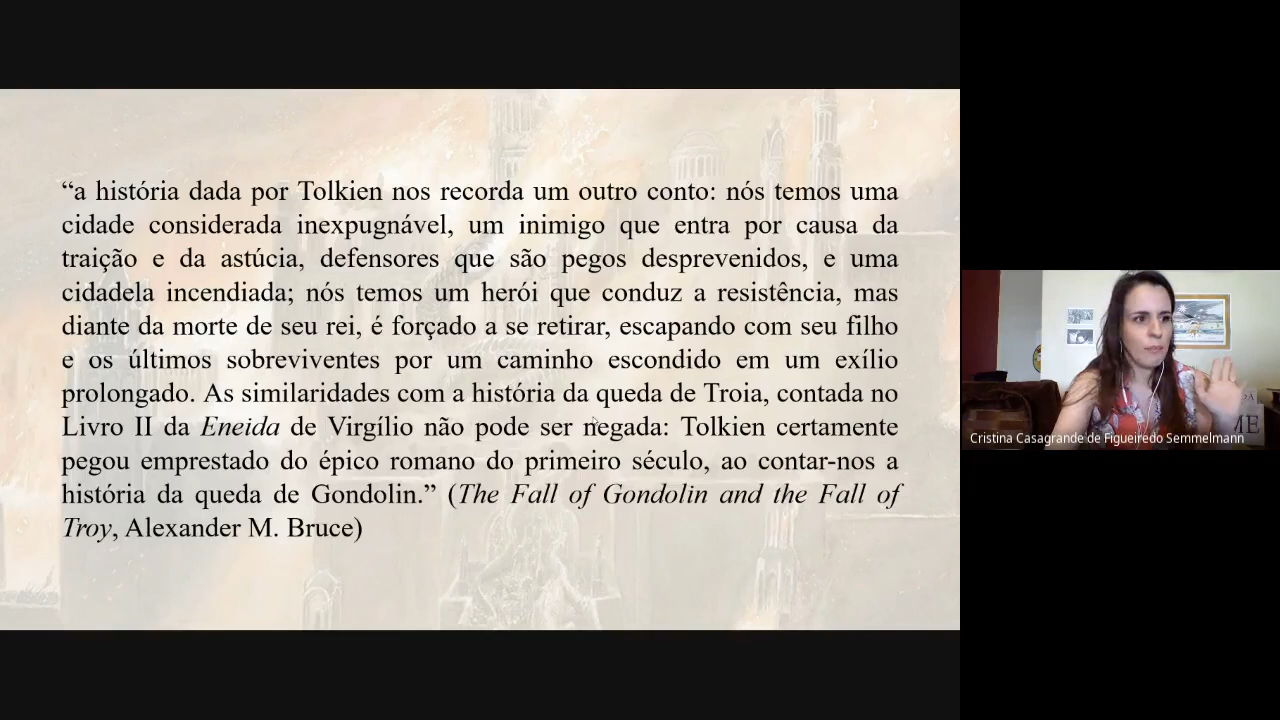 “a história dada por Tolkien nos recorda um outro conto: nós temos uma
cidade considerada inexpugnável, um inimigo que entra por causa da
traição e da astúcia, defensores que são pegos desprevenidos, e uma
cidadela incendiada; nós temos um herói que conduz a resistência, mas
diante da morte de seu rei, é forçado a se retirar, escapando com seu filho
e os últimos sobreviventes por um caminho escondido em um exílio
prolongado. As similaridades com a história da queda de Troia, contada no
Livro II da Eneida de Virgílio não pode ser negada: Tolkien certamente
pegou emprestado do épico romano do primeiro século, ao contar-nos a
história da queda de Gondolin.” (The Fall of Gondolin and the Fall of
Troy, Alexander M. Bruce)
Cristina Casagrande de Figueiredo Semmelmann